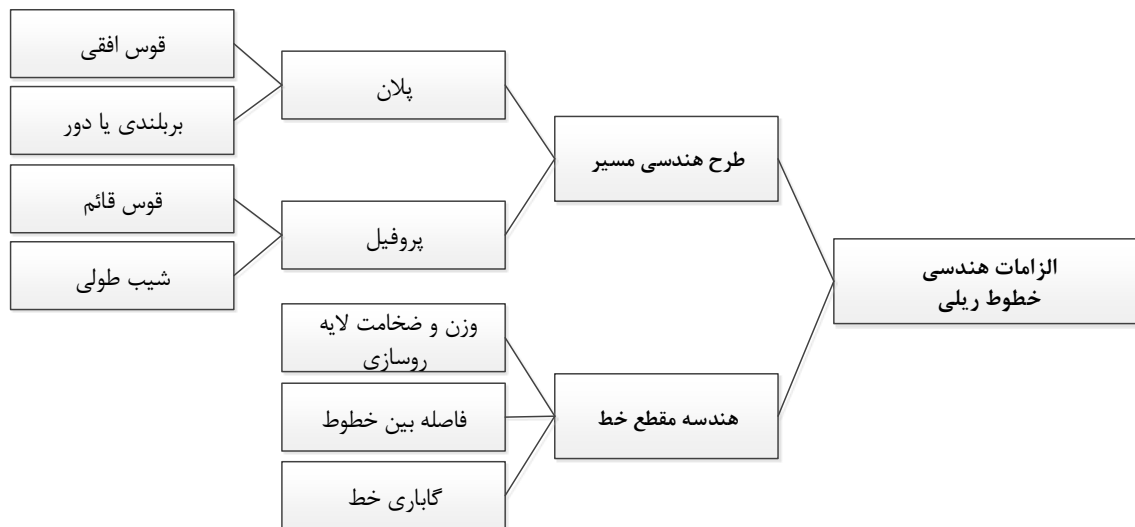 الزامات هندسی
خطوط ریلی
طرح هندسی مسیر
پلان
قوس افقی
بربلندی یا دور
پروفیل
قوس قائم
شیب طولی
هندسه مقطع خط
وزن و ضخامت لایه
روسازی
فاصله بین خطوط
گاباری خط